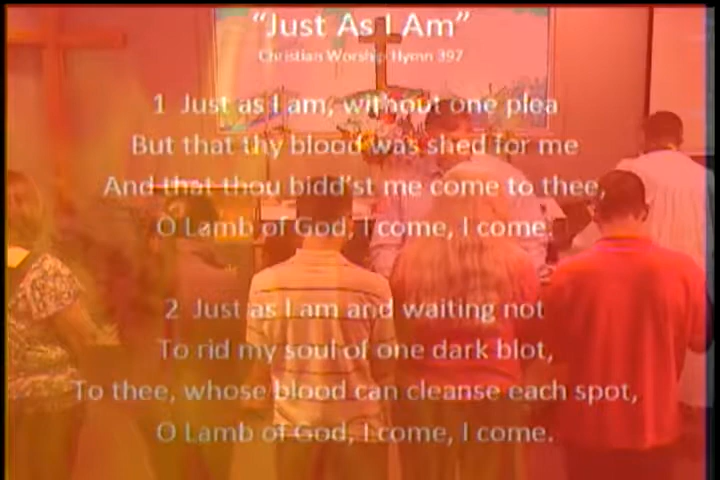 “Just As I Am”
Christian Worship Hymn 397
1 Just as I am, without one plea
But that thy blood was shed for me
And that thou bidd'st me come to thee,
O Lamb of God, I come, I come.
2 Just as I am and waiting not
To rid my soul of one dark blot,
To thee, whose blood can cleanse each spot,
O Lamb of God, I come, I come.